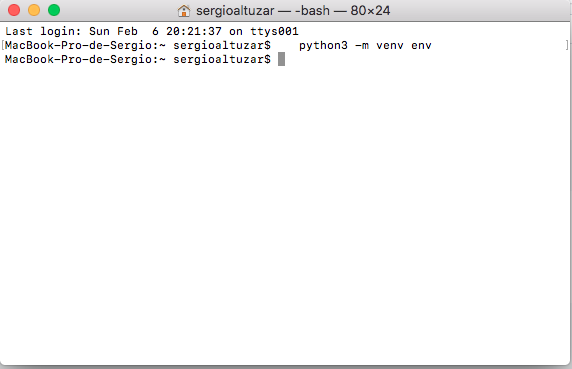 sergioaltuzar — -bash — 80×24
Last login: Sun Feb  6 20:21:37 on ttys001
[MacBook-Pro-de-Sergio:~ sergioaltuzar$    python3 -m venv env ]
MacBook-Pro-de-Sergio:~ sergioaltuzar$